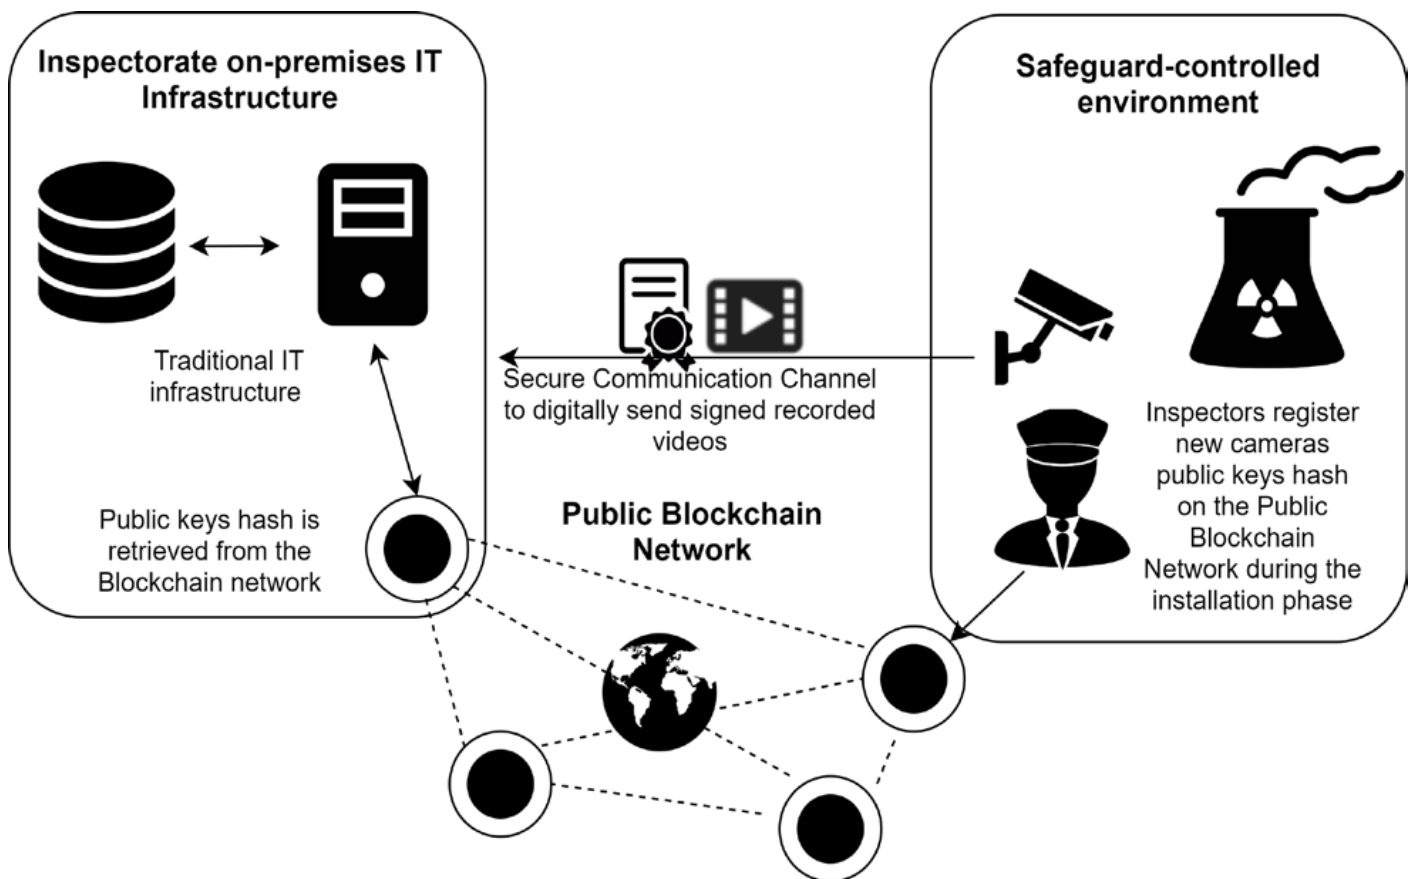 Inspectorate on-premises IT
Infrastructure
Traditional IT
infrastructure
Public keys hash is
retrieved from the
Blockchain network
Secure Communication Channel
to digitally send signed recorded
videos
Public Blockchain
Network
Safeguard-controlled
environment
Inspectors register
new cameras
public keys hash
on the Public
Blockchain
Network during the
installation phase